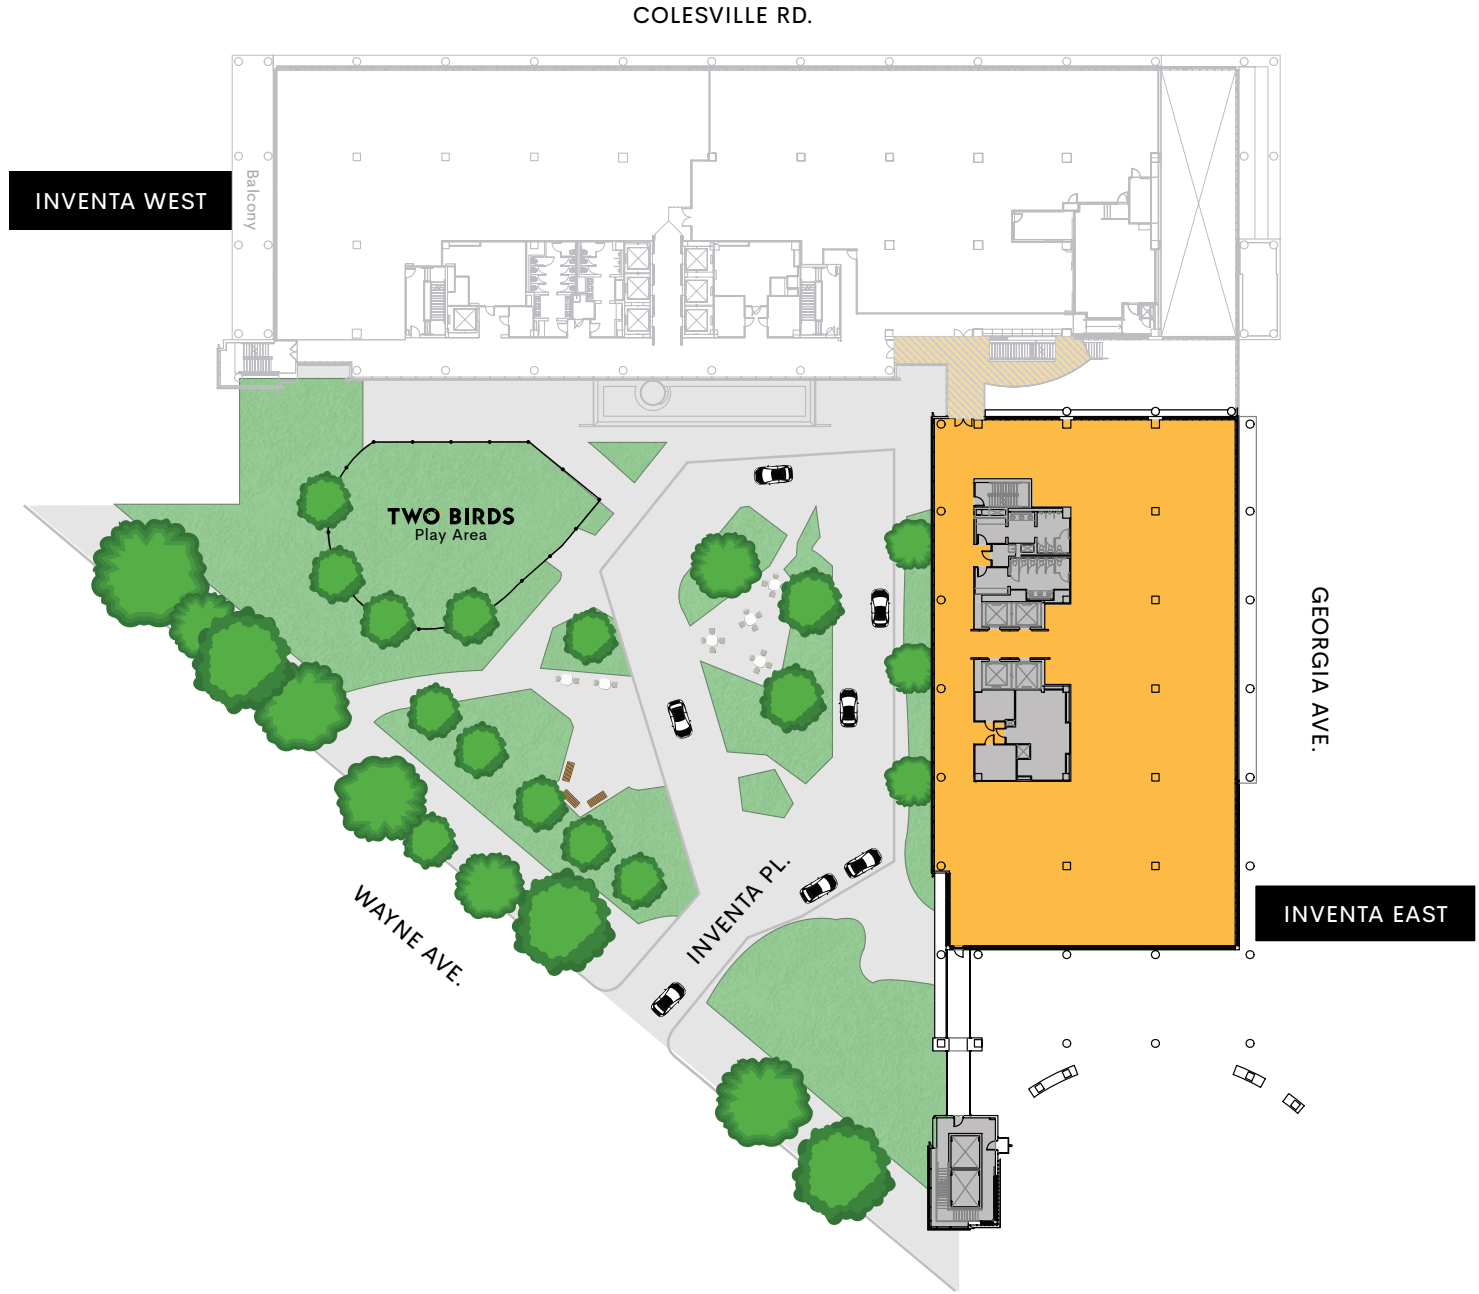 COLESVILLE RD.
INVENTA WEST
Balcony
TWO BIRDS
Play Area
GEORGIA AVE.
INVENTA PL.
WAYNE AVE.
INVENTA EAST